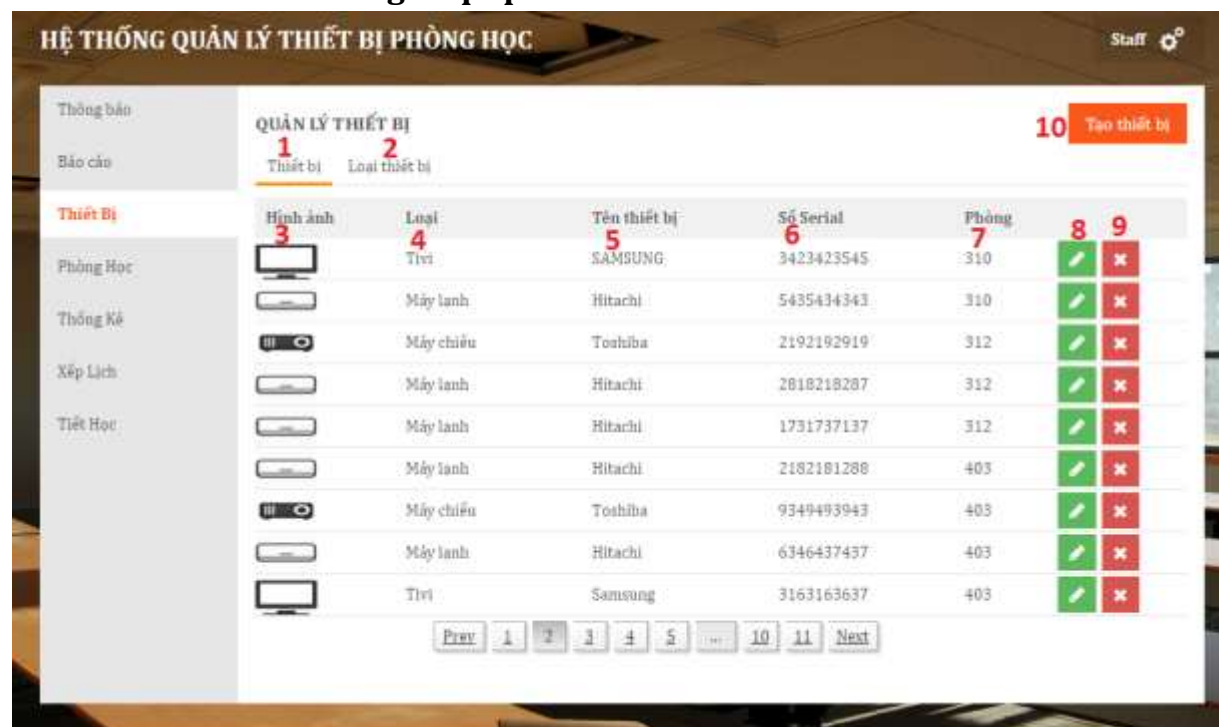 HỆ THỐNG QUẢN LÝ THIẾT BỊ PHÒNG HỌC
Staff
Thông báo
Báo cáo
Thiết Bị
Phòng Học
Thống Kê
Xếp Lịch
Tiết Học
QUẢN LÝ THIẾT BỊ
10 Tạo thiết bị
1 2
Thiết bị Loại thiết bị
Hình ảnh Loại Tên thiết bị Số Serial Phòng
3 4 5 6 7 8 9
Tivi SAMSUNG 3423423545 310
Máy lạnh Hitachi 5435434343 310
Máy chiếu Toshiba 2192192919 312
Máy lạnh Hitachi 2818218287 312
Máy lạnh Hitachi 1731737137 312
Máy lạnh Hitachi 2182181288 403
Máy chiếu Toshiba 9349493943 403
Máy lạnh Hitachi 6346437437 403
Tivi Samsung 3163163637 403
Prev 1 2 3 4 5 ... 10 11 Next